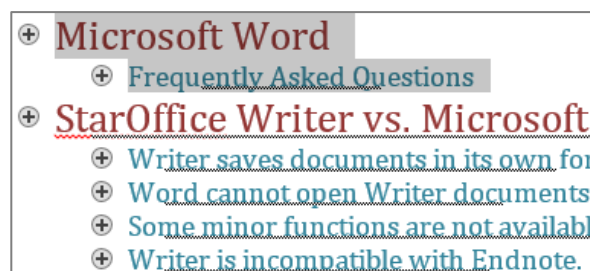 Microsoft Word
Frequently Asked Questions
StarOffice Writer vs. Microsoft
Writer saves documents in its own for
Word cannot open Writer documents
Some minor functions are not availabl
Writer is incompatible with Endnote.